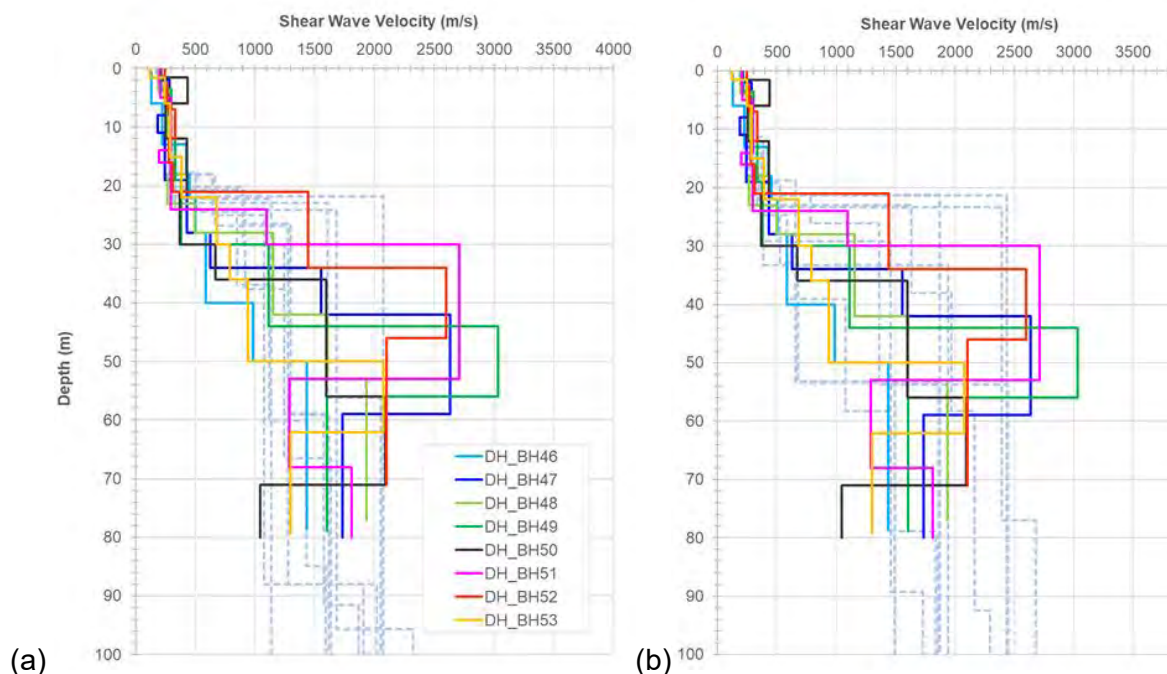 Shear Wave Velocity (m/s)
0 500 1000 1500 2000 2500 3000 3500 4000
0
10
20
30
40
50
60
70
80
90
100
Depth (m)
DH_BH46
DH_BH47
DH_BH48
DH_BH49
DH_BH50
DH_BH51
DH_BH52
DH_BH53
(a)
Shear Wave Velocity (m/s)
0 500 1000 1500 2000 2500 3000 3500
0
10
20
30
40
50
60
70
80
90
100
(b)